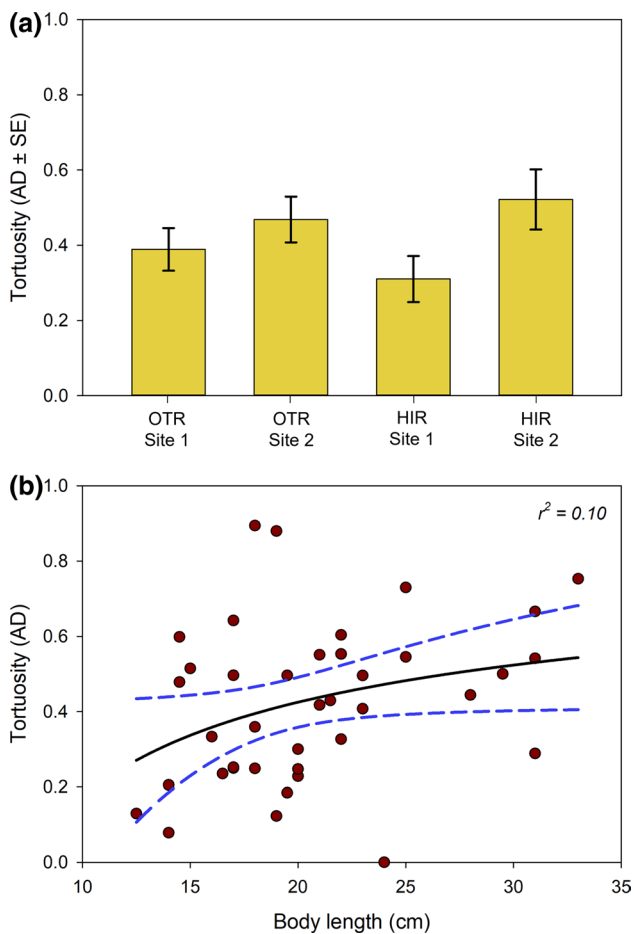 (a)
Tortuosity (AD ± SE)
1.0
0.8
0.6
0.4
0.2
0.0
OTR
Site 1
OTR
Site 2
HIR
Site 1
HIR
Site 2
(b)
r² = 0.10
Tortuosity (AD)
1.0
0.8
0.6
0.4
0.2
0.0
10 15 20 25 30 35
Body length (cm)